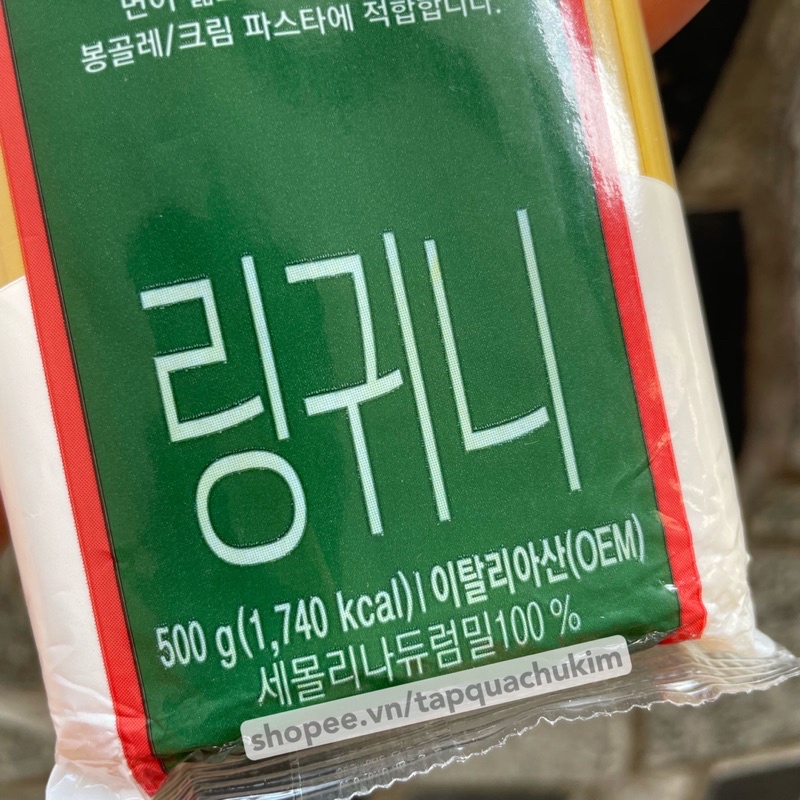 면이
봉골레/크림 파스타에 적합합니다.
링귀니
500 g(1,740 kcal) | 이탈리아산(OEM)
세몰리나듀럼밀100 %
shopee.vn/tapquachukim